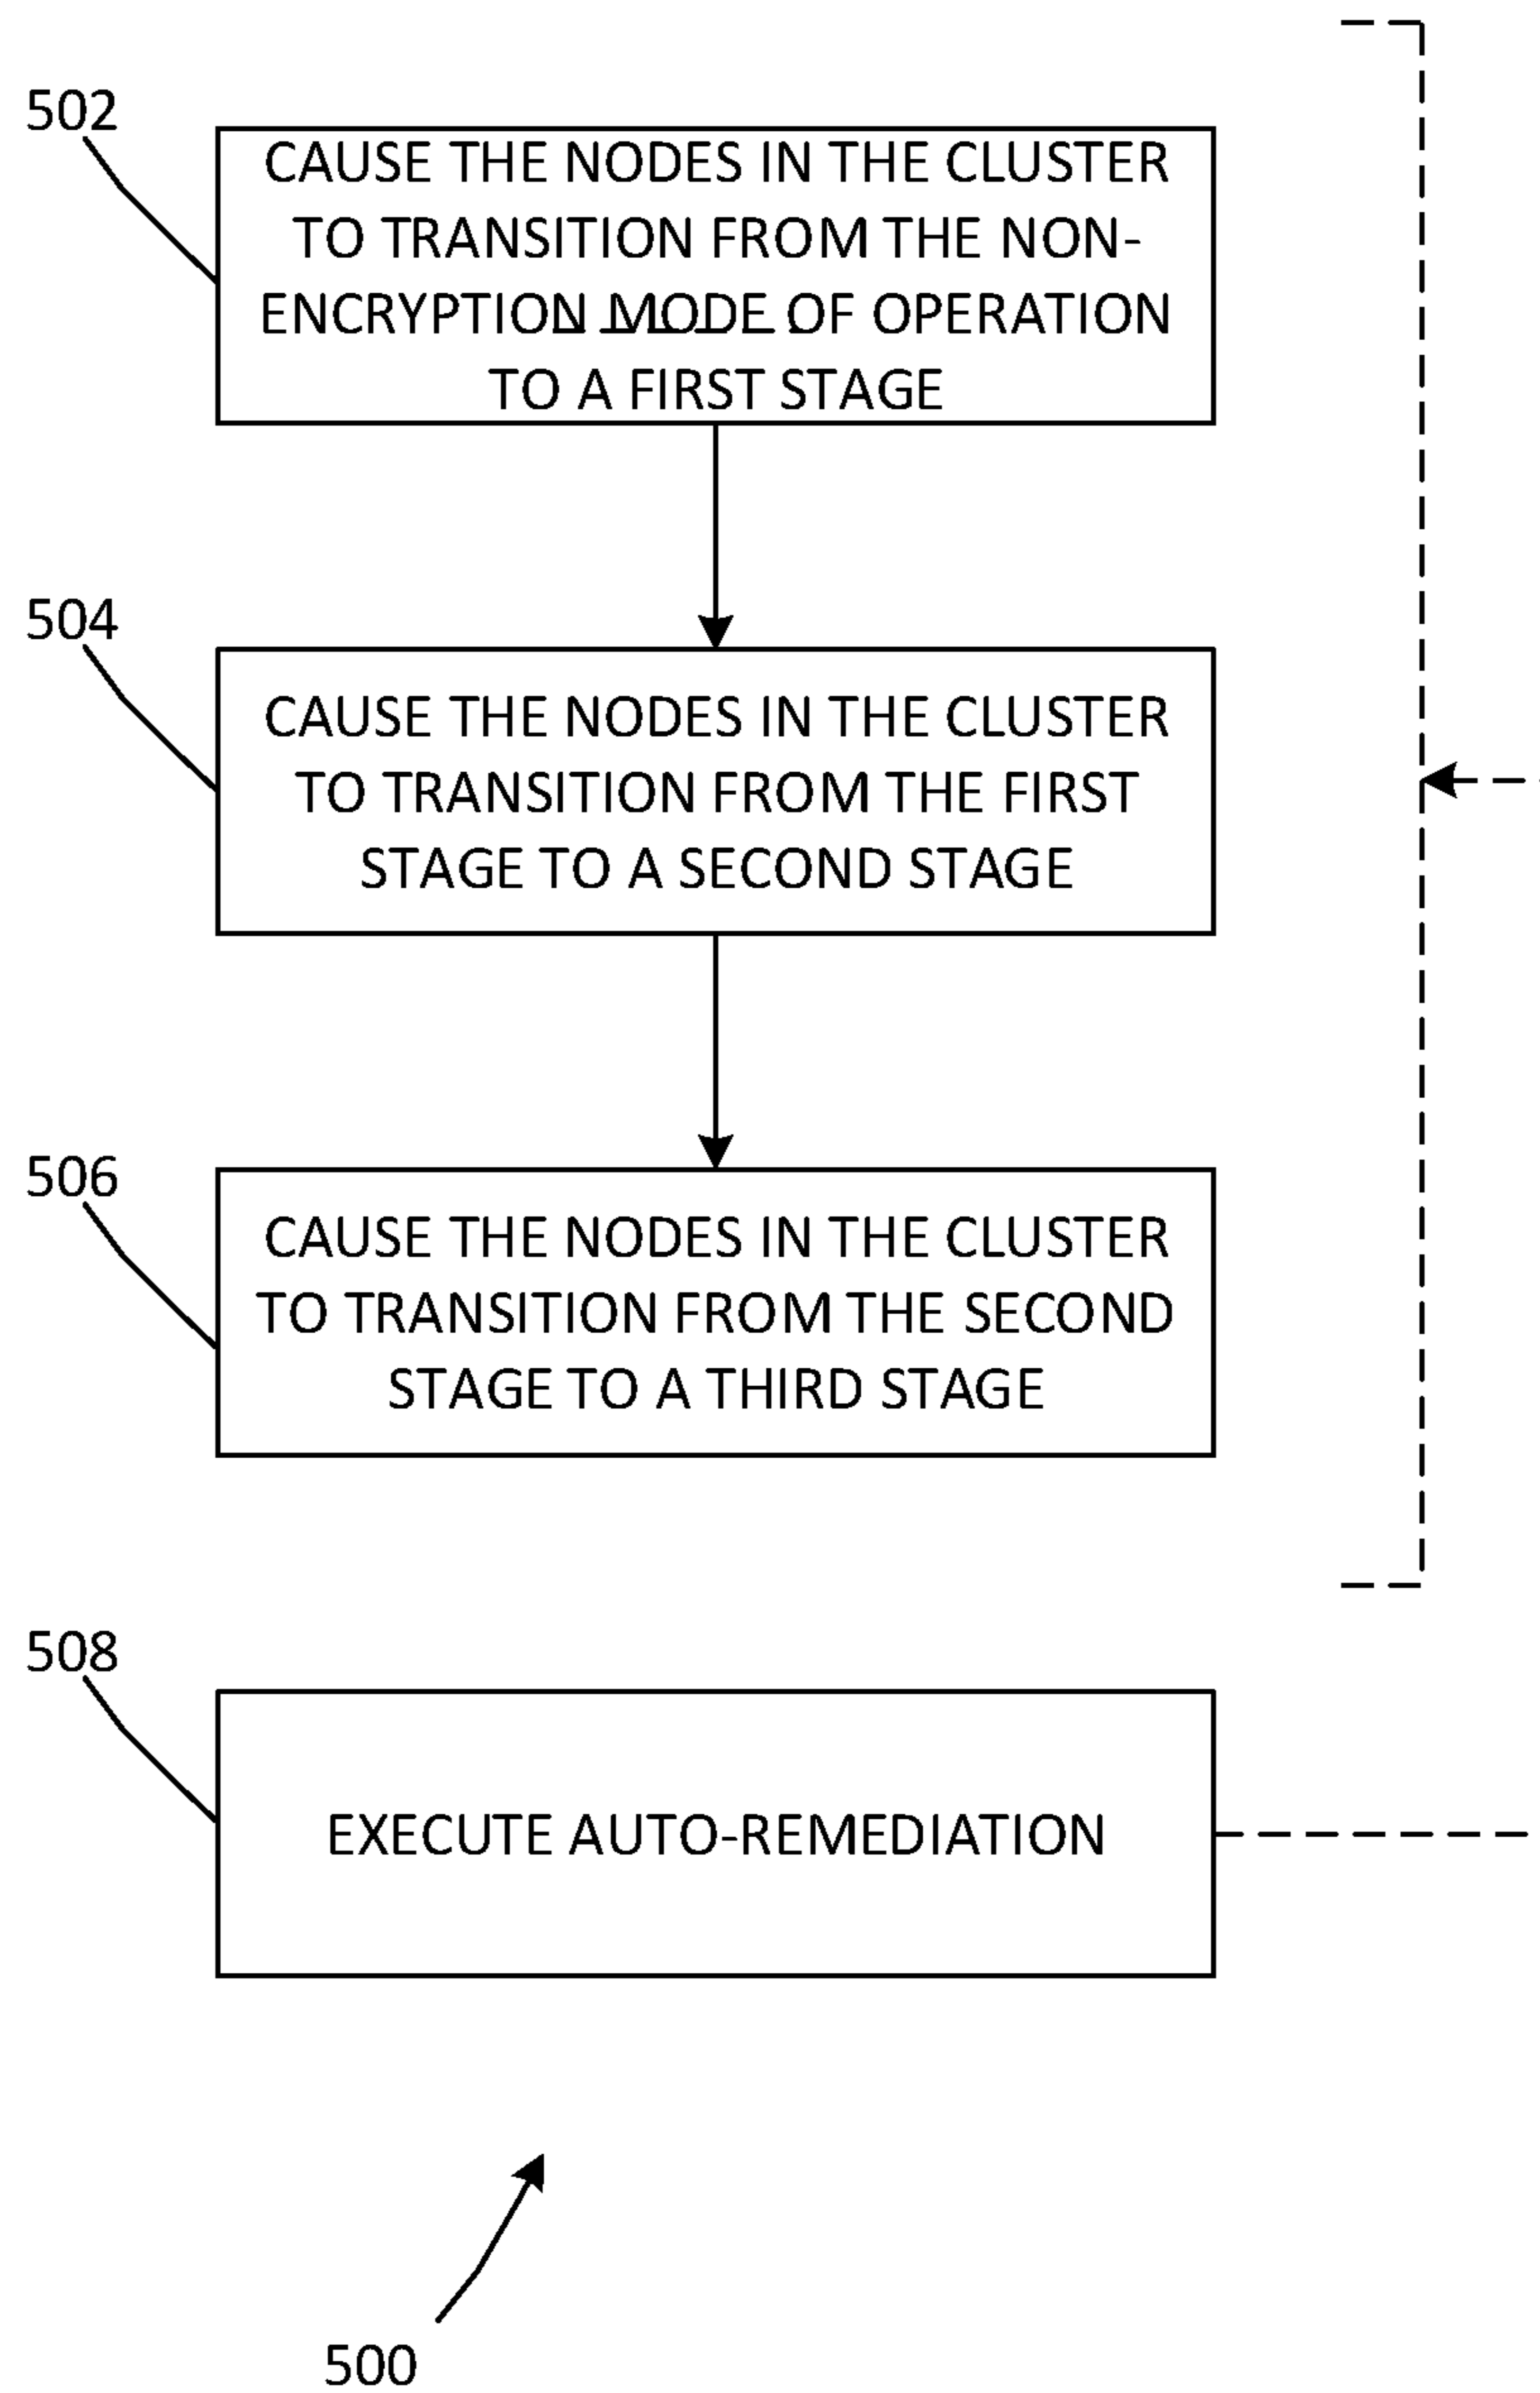 502
CAUSE THE NODES IN THE CLUSTER
TO TRANSITION FROM THE NON-
ENCRYPTION MODE OF OPERATION
TO A FIRST STAGE
504
CAUSE THE NODES IN THE CLUSTER
TO TRANSITION FROM THE FIRST
STAGE TO A SECOND STAGE
506
CAUSE THE NODES IN THE CLUSTER
TO TRANSITION FROM THE SECOND
STAGE TO A THIRD STAGE
508
EXECUTE AUTO-REMEDIATION
500